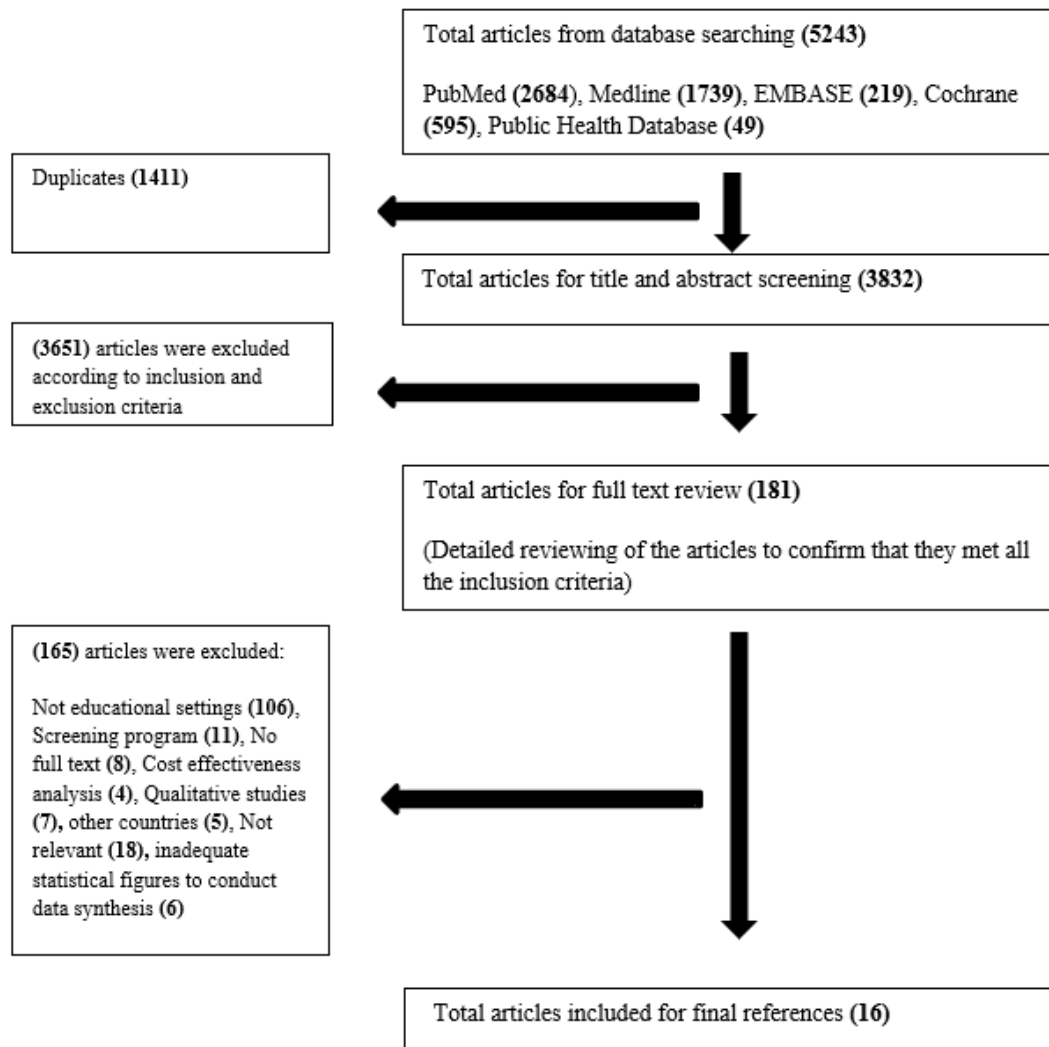 Total articles from database searching (5243)
PubMed (2684), Medline (1739), EMBASE (219), Cochrane
(595), Public Health Database (49)
Duplicates (1411)
Total articles for title and abstract screening (3832)
(3651) articles were excluded
according to inclusion and
exclusion criteria
Total articles for full text review (181)
(Detailed reviewing of the articles to confirm that they met all
the inclusion criteria)
(165) articles were excluded:
Not educational settings (106),
Screening program (11), No
full text (8), Cost effectiveness
analysis (4), Qualitative studies
(7), other countries (5), Not
relevant (18), inadequate
statistical figures to conduct
data synthesis (6)
Total articles included for final references (16)